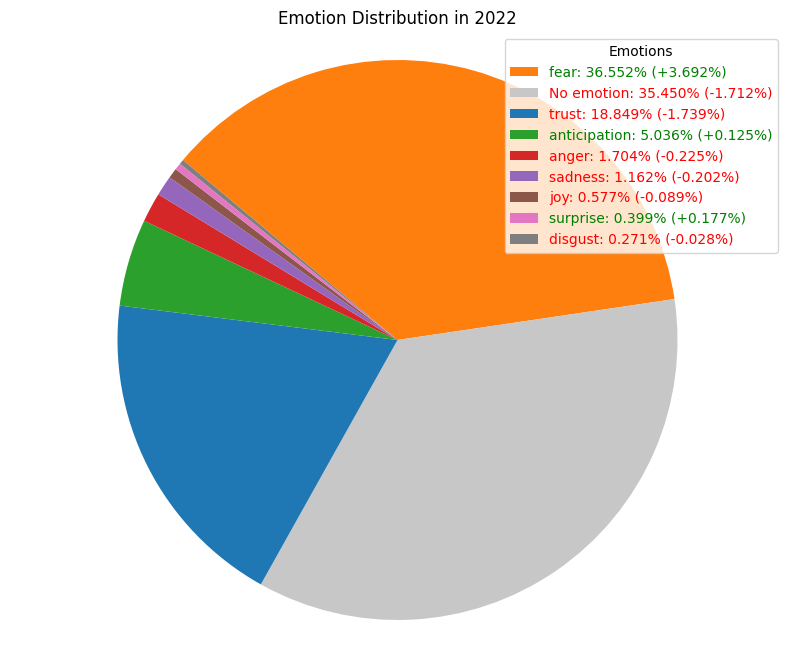 Emotion Distribution in 2022
Emotions
fear: 36.552% (+3.692%)
No emotion: 35.450% (-1.712%)
trust: 18.849% (-1.739%)
anticipation: 5.036% (+0.125%)
anger: 1.704% (-0.225%)
sadness: 1.162% (-0.202%)
joy: 0.577% (-0.089%)
surprise: 0.399% (+0.177%)
disgust: 0.271% (-0.028%)